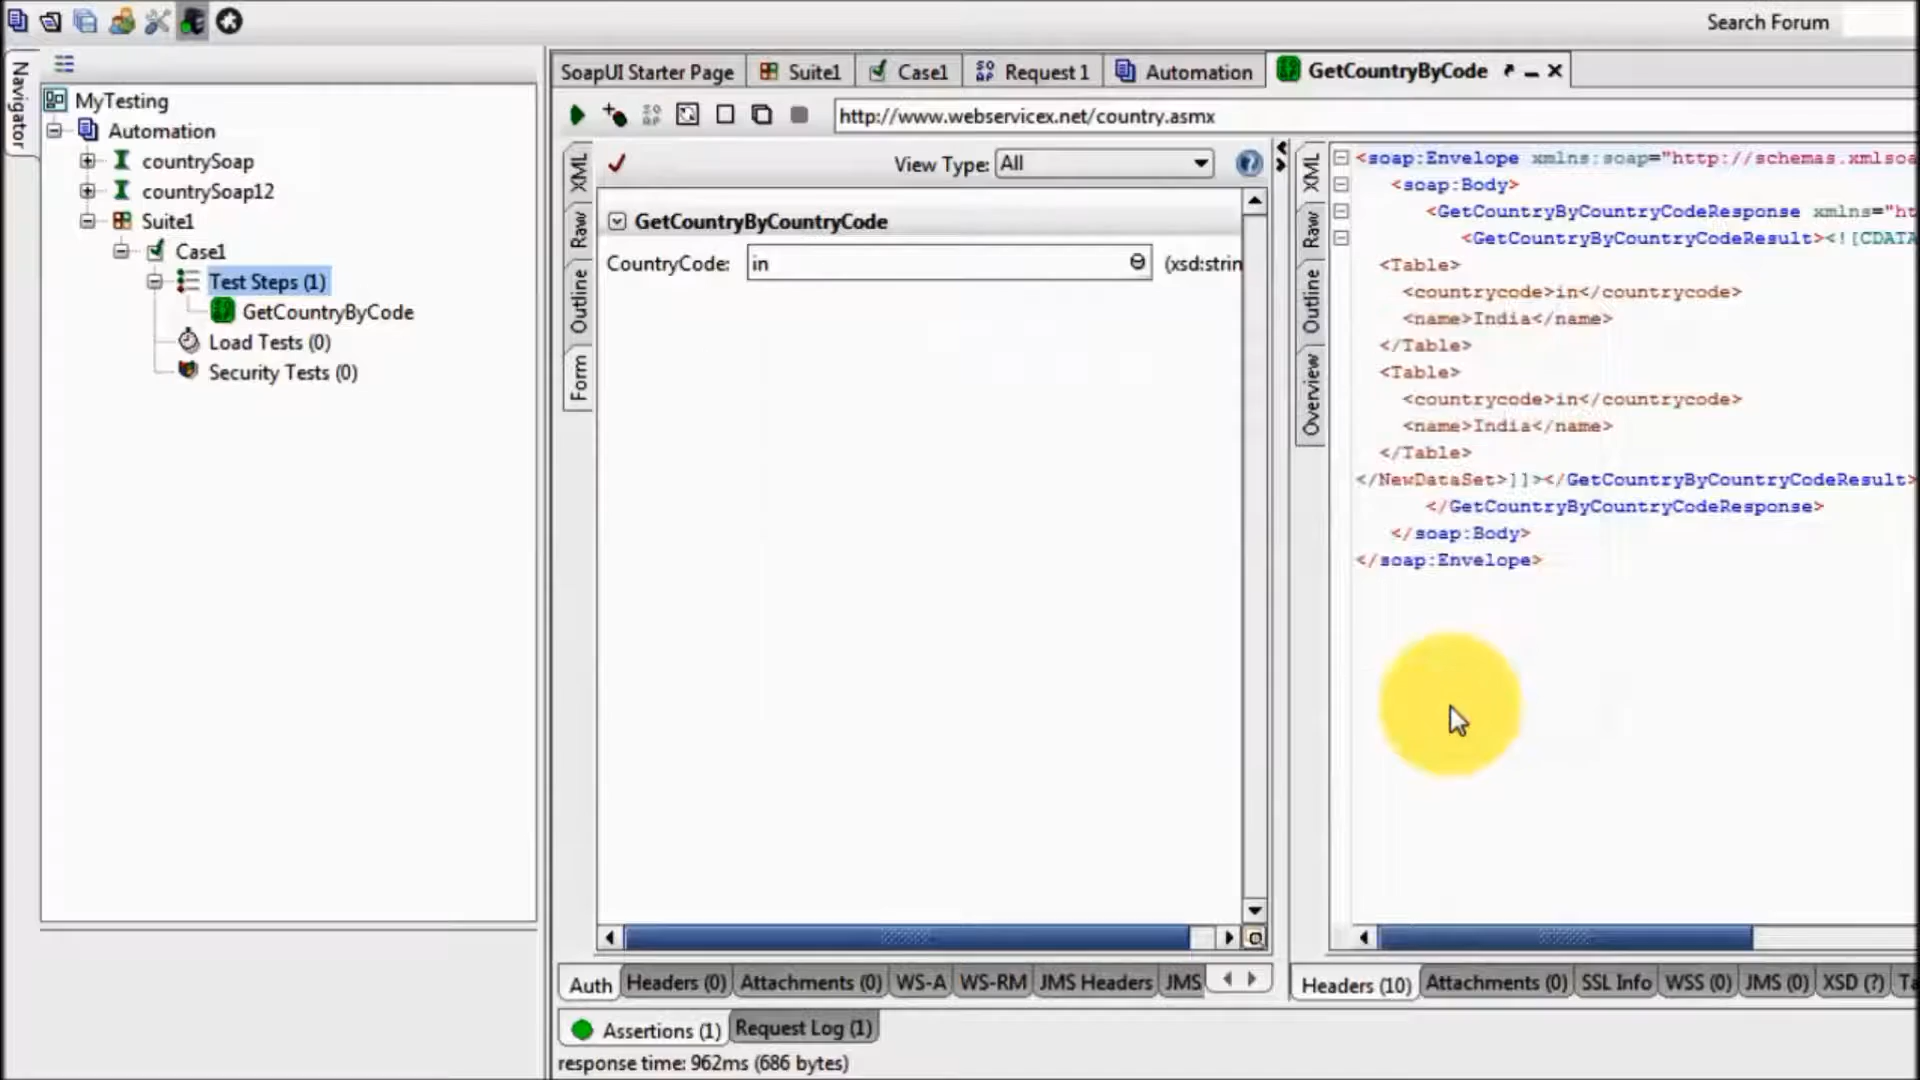 Search Forum
Navigator
MyTesting
Automation
countrySoap
countrySoap12
Suite1
Case1
Test Steps (1)
GetCountryByCode
Load Tests (0)
Security Tests (0)
SoapUI Starter Page
Suite1
Case1
Request 1
Automation
GetCountryByCode
http://www.webservicex.net/country.asmx
XML
Raw
Outline
Form
View Type: All
GetCountryByCountryCode
CountryCode: in (xsd:strin
XML
Raw
Outline
Overview
<soap:Envelope xmlns:soap="http://schemas.xmlsoa
<soap:Body>
<GetCountryByCountryCodeResponse xmlns="ht
<GetCountryByCountryCodeResult><![CDATA
<Table>
<countrycode>in</countrycode>
<name>India</name>
</Table>
<Table>
<countrycode>in</countrycode>
<name>India</name>
</Table>
</NewDataSet>]]></GetCountryByCountryCodeResult>
</GetCountryByCountryCodeResponse>
</soap:Body>
</soap:Envelope>
Auth Headers (0) Attachments (0) WS-A WS-RM JMS Headers JMS
Headers (10) Attachments (0) SSL Info WSS (0) JMS (0) XSD (?) Ta
Assertions (1) Request Log (1)
response time: 962ms (686 bytes)